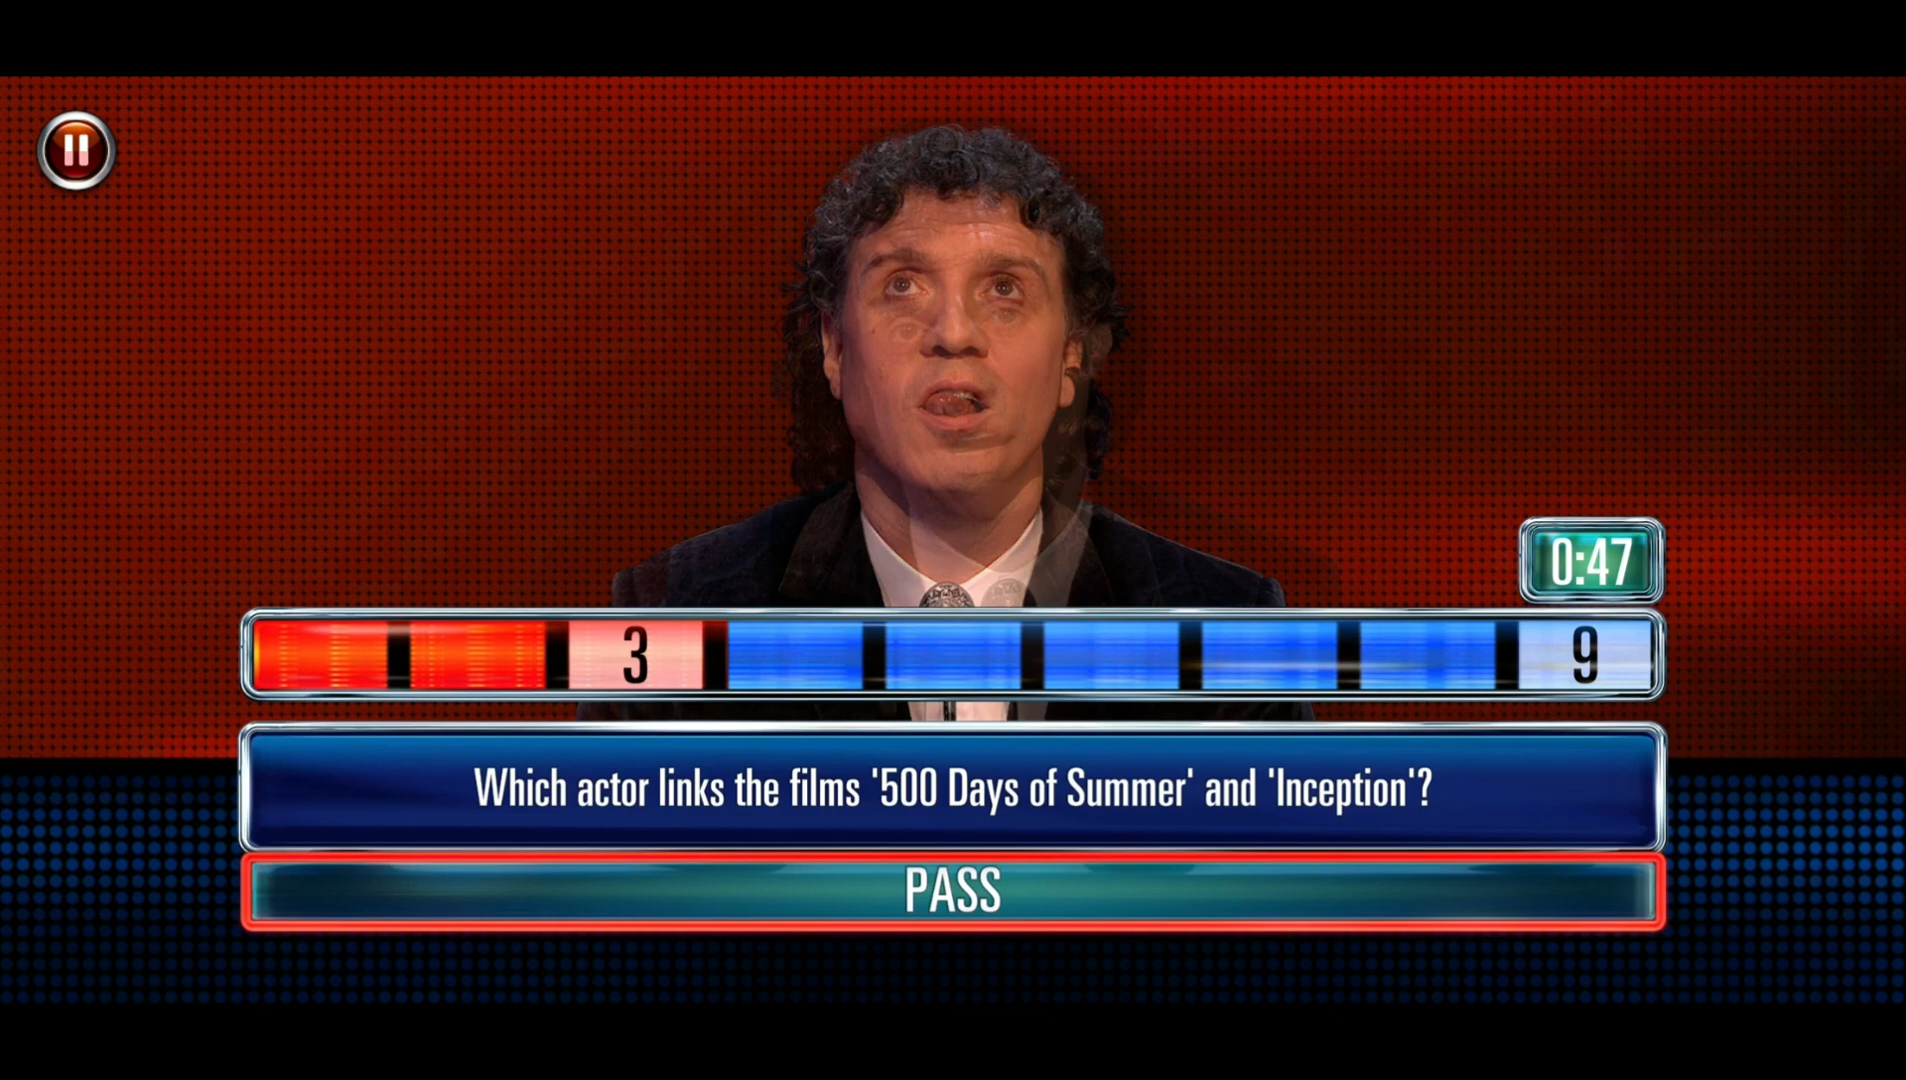 0:47
3
9
Which actor links the films '500 Days of Summer' and 'Inception'?
PASS